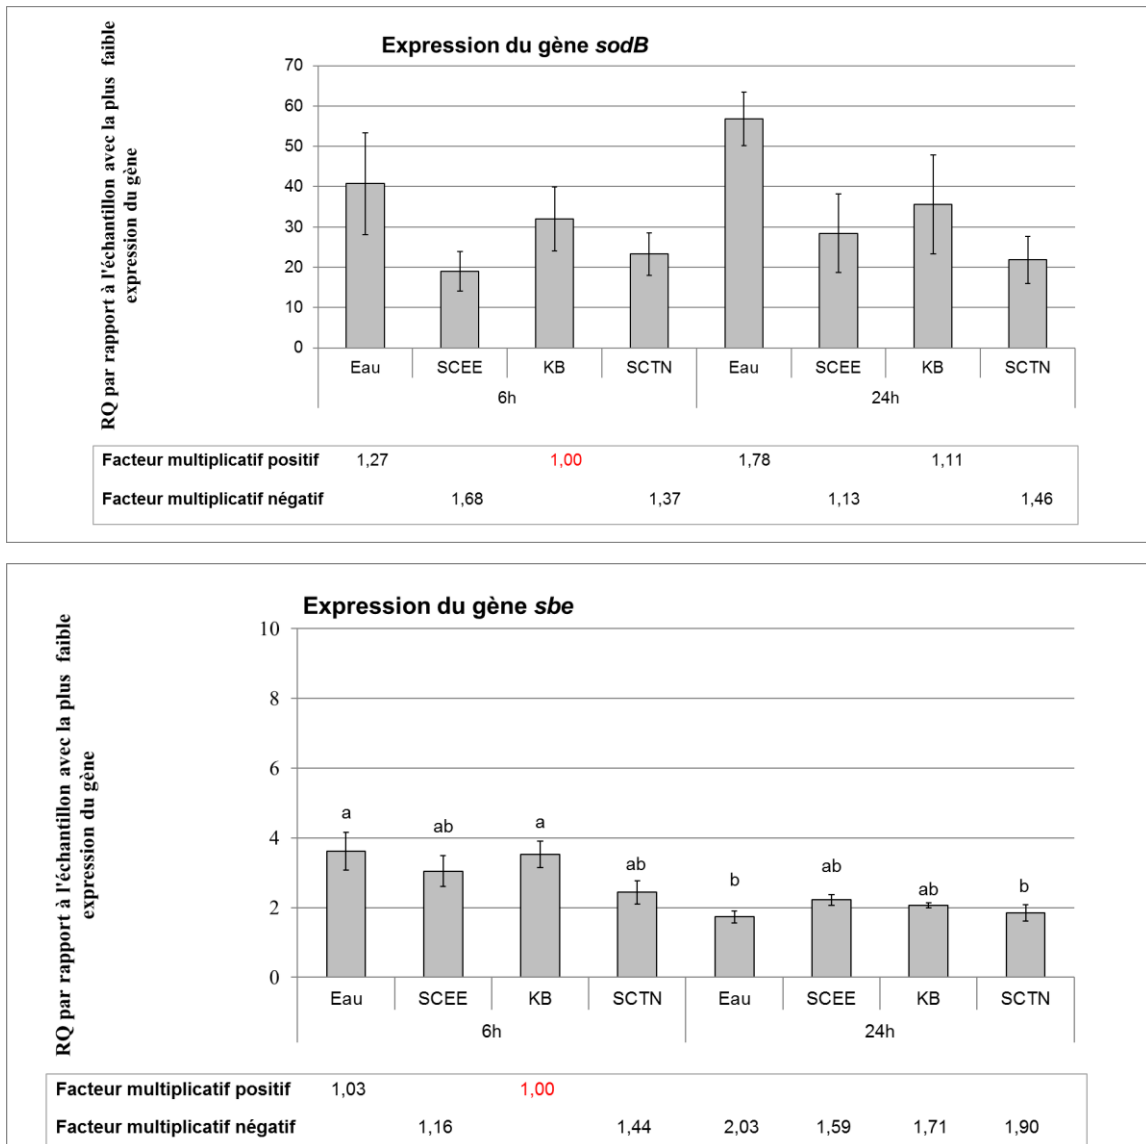 Expression du gène sodB
RQ par rapport à l'échantillon avec la plus faible
expression du gène
70
60
50
40
30
20
10
0
Eau SCEE KB SCTN Eau SCEE KB SCTN
6h 24h
Facteur multiplicatif positif 1,27 1,00 1,78 1,11
Facteur multiplicatif négatif 1,68 1,37 1,13 1,46
Expression du gène sbe
RQ par rapport à l'échantillon avec la plus faible
expression du gène
10
8
6
4
2
0
a ab a ab b ab ab b
Eau SCEE KB SCTN Eau SCEE KB SCTN
6h 24h
Facteur multiplicatif positif 1,03 1,00
Facteur multiplicatif négatif 1,16 1,44 2,03 1,59 1,71 1,90